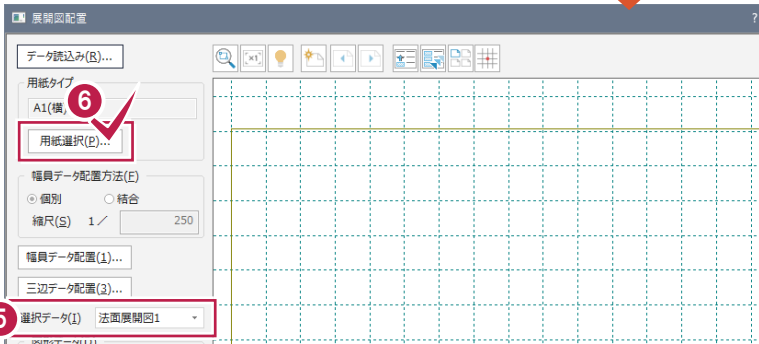 展開図配置
?
データ読込み(R)...
用紙タイプ
A1(横)
6
用紙選択(P)...
幅員データ配置方法(F)
個別 結合
縮尺(S) 1／ 250
幅員データ配置(1)...
三辺データ配置(3)...
5
選択データ(I) 法面展開図1